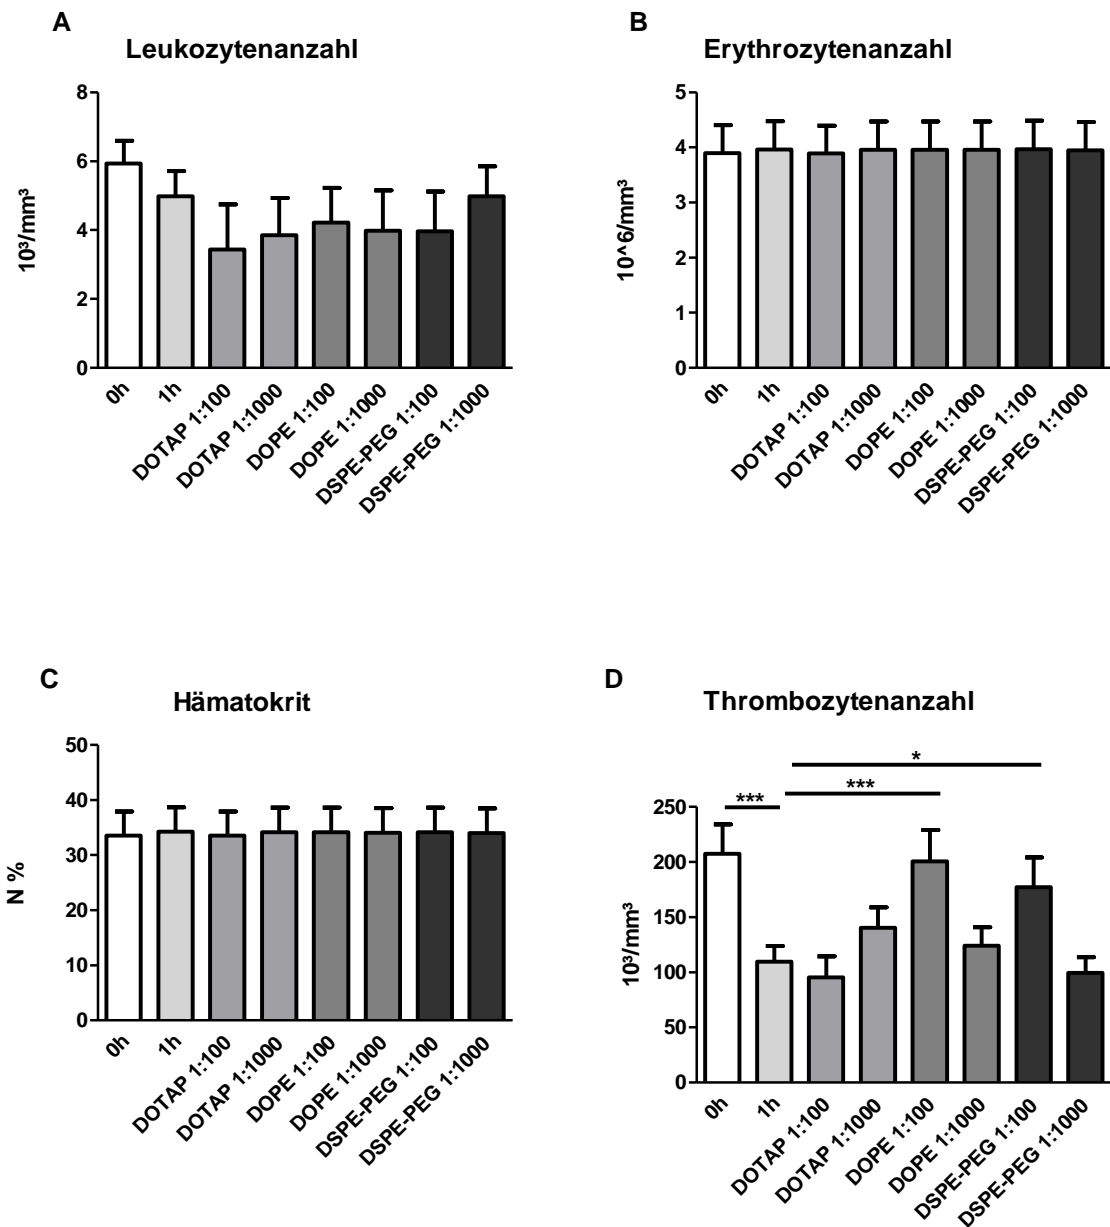 A
Leukozytenanzahl
10³/mm³
8
6
4
2
0
0h
1h
DOTAP 1:100
DOTAP 1:1000
DOPE 1:100
DOPE 1:1000
DSPE-PEG 1:100
DSPE-PEG 1:1000
B
Erythrozytenanzahl
10^6/mm³
5
4
3
2
1
0
0h
1h
DOTAP 1:100
DOTAP 1:1000
DOPE 1:100
DOPE 1:1000
DSPE-PEG 1:100
DSPE-PEG 1:1000
C
Hämatokrit
N %
50
40
30
20
10
0
0h
1h
DOTAP 1:100
DOTAP 1:1000
DOPE 1:100
DOPE 1:1000
DSPE-PEG 1:100
DSPE-PEG 1:1000
D
Thrombozytenanzahl
*
***
***
10³/mm³
250
200
150
100
50
0
0h
1h
DOTAP 1:100
DOTAP 1:1000
DOPE 1:100
DOPE 1:1000
DSPE-PEG 1:100
DSPE-PEG 1:1000